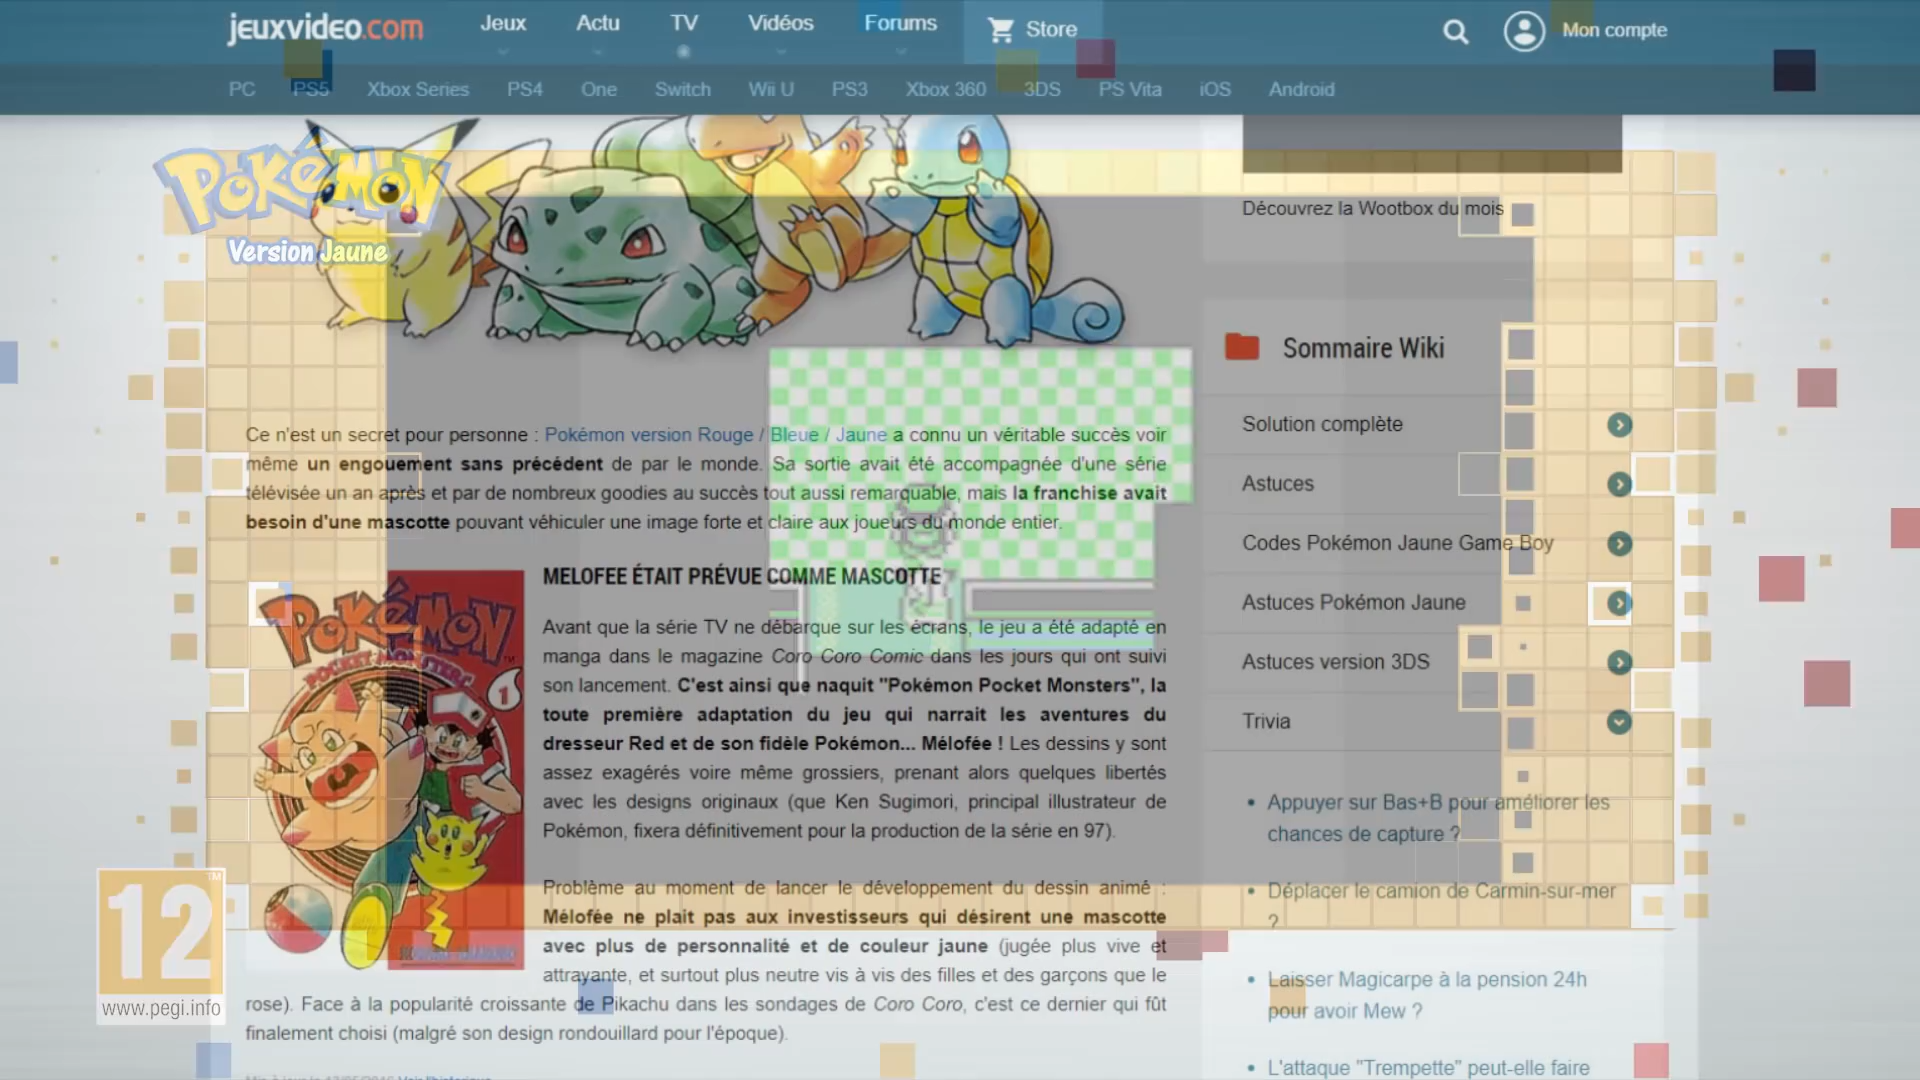 jeuxvideo.com
Jeux Actu TV Vidéos Forums Store Mon compte
PC PS5 Xbox Series PS4 One Switch Wii U PS3 Xbox 360 3DS PS Vita iOS Android
POKéMON
Version Jaune
Découvrez la Wootbox du mois
Sommaire Wiki
Solution complète
Astuces
Codes Pokémon Jaune Game Boy
Astuces Pokémon Jaune
Astuces version 3DS
Trivia
• Appuyer sur Bas+B pour améliorer les
chances de capture ?
• Déplacer le camion de Carmin-sur-mer
?
• Laisser Magicarpe à la pension 24h
pour avoir Mew ?
• L'attaque "Trempette" peut-elle faire
Ce n'est un secret pour personne : Pokémon version Rouge / Bleue / Jaune a connu un véritable succès voir
même un engouement sans précédent de par le monde. Sa sortie avait été accompagnée d'une série
télévisée un an après et par de nombreux goodies au succès tout aussi remarquable, mais la franchise avait
besoin d'une mascotte pouvant véhiculer une image forte et claire aux joueurs du monde entier.
POKéMON
POCKET MONSTERS
1
MELOFEE ÉTAIT PRÉVUE COMME MASCOTTE
Avant que la série TV ne débarque sur les écrans, le jeu a été adapté en
manga dans le magazine Coro Coro Comic dans les jours qui ont suivi
son lancement. C'est ainsi que naquit "Pokémon Pocket Monsters", la
toute première adaptation du jeu qui narrait les aventures du
dresseur Red et de son fidèle Pokémon... Mélofée ! Les dessins y sont
assez exagérés voire même grossiers, prenant alors quelques libertés
avec les designs originaux (que Ken Sugimori, principal illustrateur de
Pokémon, fixera définitivement pour la production de la série en 97).
Problème au moment de lancer le développement du dessin animé :
Mélofée ne plait pas aux investisseurs qui désirent une mascotte
avec plus de personnalité et de couleur jaune (jugée plus vive et
attrayante, et surtout plus neutre vis à vis des filles et des garçons que le
rose). Face à la popularité croissante de Pikachu dans les sondages de Coro Coro, c'est ce dernier qui fût
finalement choisi (malgré son design rondouillard pour l'époque).
12
www.pegi.info